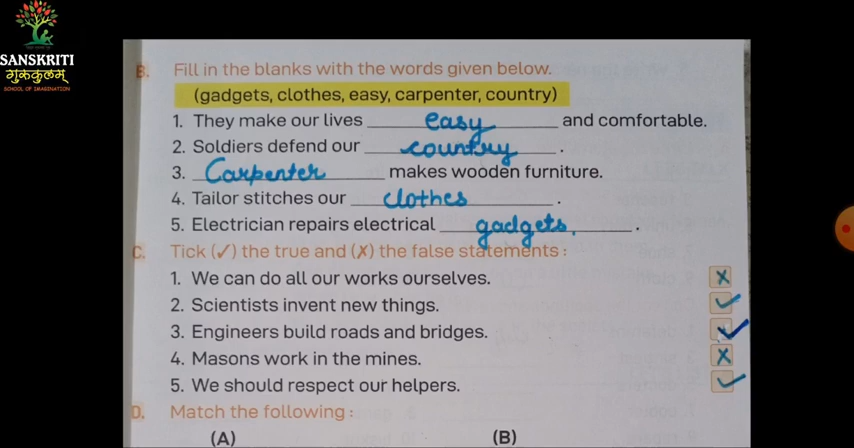 SANSKRITI
गुरुकुलम्
SCHOOL OF IMAGINATION
B. Fill in the blanks with the words given below.
(gadgets, clothes, easy, carpenter, country)
1. They make our lives easy and comfortable.
2. Soldiers defend our country.
3. Carpenter makes wooden furniture.
4. Tailor stitches our clothes.
5. Electrician repairs electrical gadgets.
C. Tick (✓) the true and (✗) the false statements :
1. We can do all our works ourselves. ✗
2. Scientists invent new things. ✓
3. Engineers build roads and bridges. ✓
4. Masons work in the mines. ✗
5. We should respect our helpers. ✓
D. Match the following :
(A) (B)